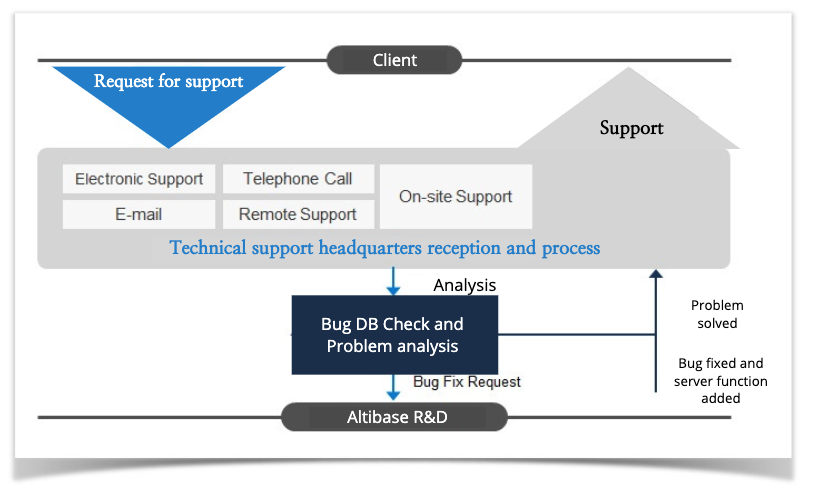 Client
Request for support
Support
Electronic Support
Telephone Call
On-site Support
E-mail
Remote Support
Technical support headquarters reception and process
Analysis
Bug DB Check and
Problem analysis
Problem
solved
Bug Fix Request
Bug fixed and
server function
added
Altibase R&D